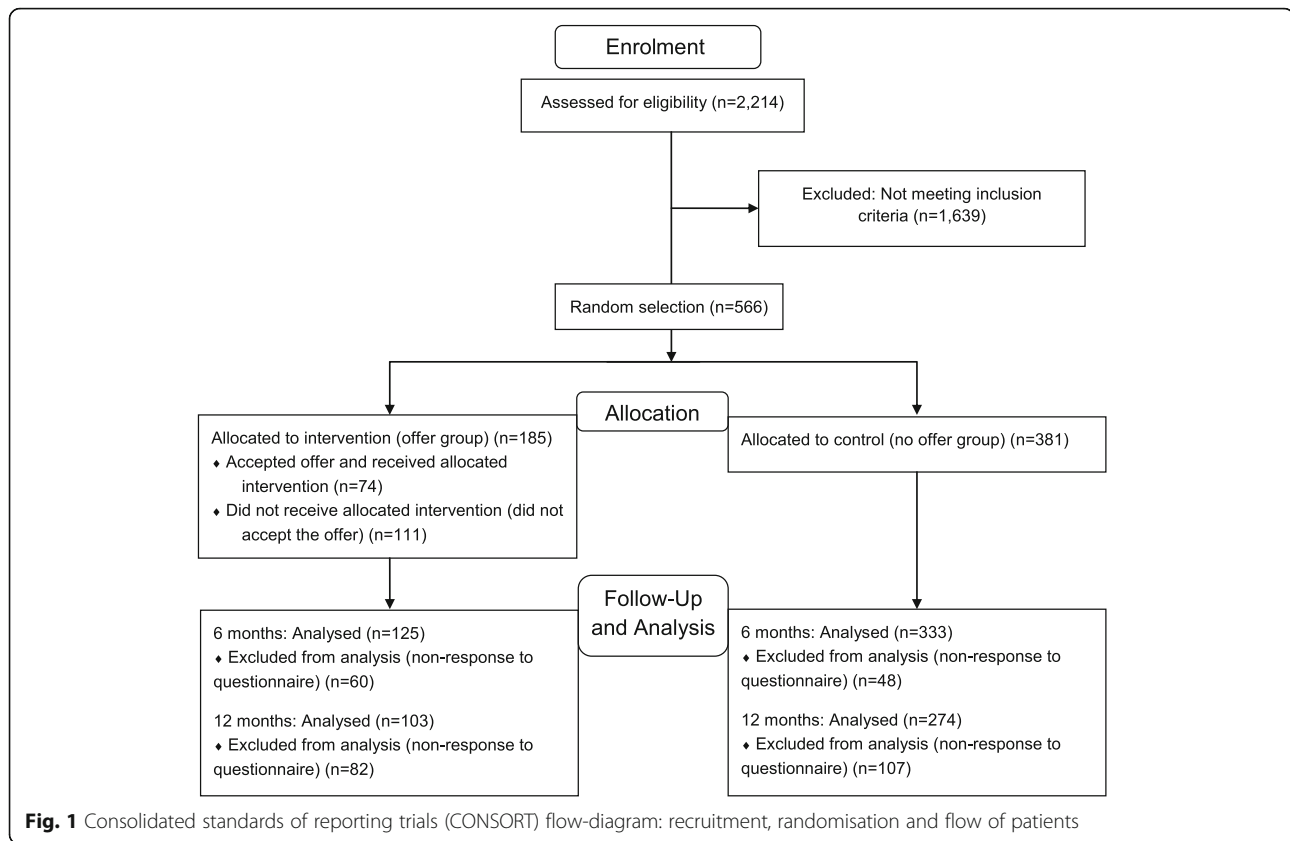 Enrolment
Assessed for eligibility (n=2,214)
Excluded: Not meeting inclusion
criteria (n=1,639)
Random selection (n=566)
Allocation
Allocated to intervention (offer group) (n=185)
♦ Accepted offer and received allocated
intervention (n=74)
♦ Did not receive allocated intervention (did not
accept the offer) (n=111)
Allocated to control (no offer group) (n=381)
Follow-Up
and Analysis
6 months: Analysed (n=125)
♦ Excluded from analysis (non-response to
questionnaire) (n=60)
12 months: Analysed (n=103)
♦ Excluded from analysis (non-response to
questionnaire) (n=82)
6 months: Analysed (n=333)
♦ Excluded from analysis (non-response to
questionnaire) (n=48)
12 months: Analysed (n=274)
♦ Excluded from analysis (non-response to
questionnaire) (n=107)
Fig. 1 Consolidated standards of reporting trials (CONSORT) flow-diagram: recruitment, randomisation and flow of patients